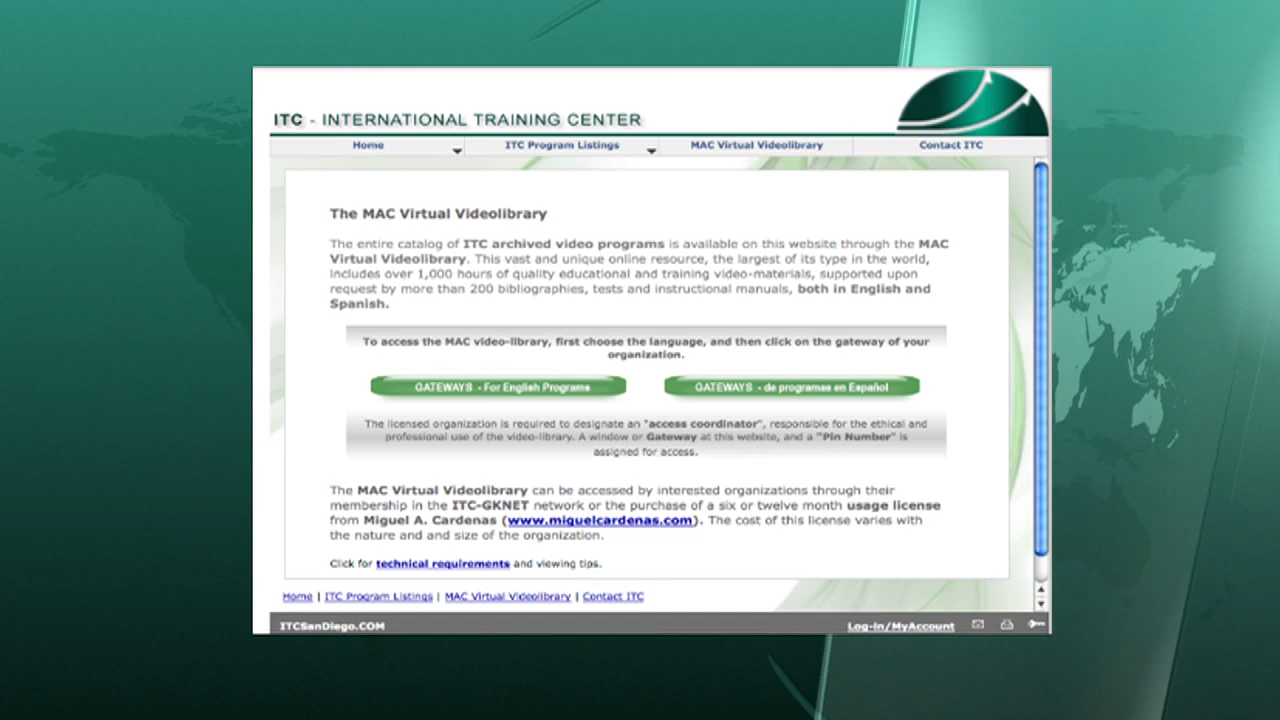 ITC - INTERNATIONAL TRAINING CENTER
Home ITC Program Listings MAC Virtual Videolibrary Contact ITC
The MAC Virtual Videolibrary
The entire catalog of ITC archived video programs is available on this website through the MAC
Virtual Videolibrary. This vast and unique online resource, the largest of its type in the world,
includes over 1,000 hours of quality educational and training video-materials, supported upon
request by more than 200 bibliographies, tests and instructional manuals, both in English and
Spanish.
To access the MAC video-library, first choose the language, and then click on the gateway of your
organization.
GATEWAYS - For English Programs GATEWAYS - de programas en Español
The licensed organization is required to designate an "access coordinator", responsible for the ethical and
professional use of the video-library. A window or Gateway at this website, and a "Pin Number" is
assigned for access.
The MAC Virtual Videolibrary can be accessed by interested organizations through their
membership in the ITC-GKNET network or the purchase of a six or twelve month usage license
from Miguel A. Cardenas (www.miguelcardenas.com). The cost of this license varies with
the nature and and size of the organization.
Click for technical requirements and viewing tips.
Home | ITC Program Listings | MAC Virtual Videolibrary | Contact ITC
ITCSanDiego.COM Log-in/MyAccount